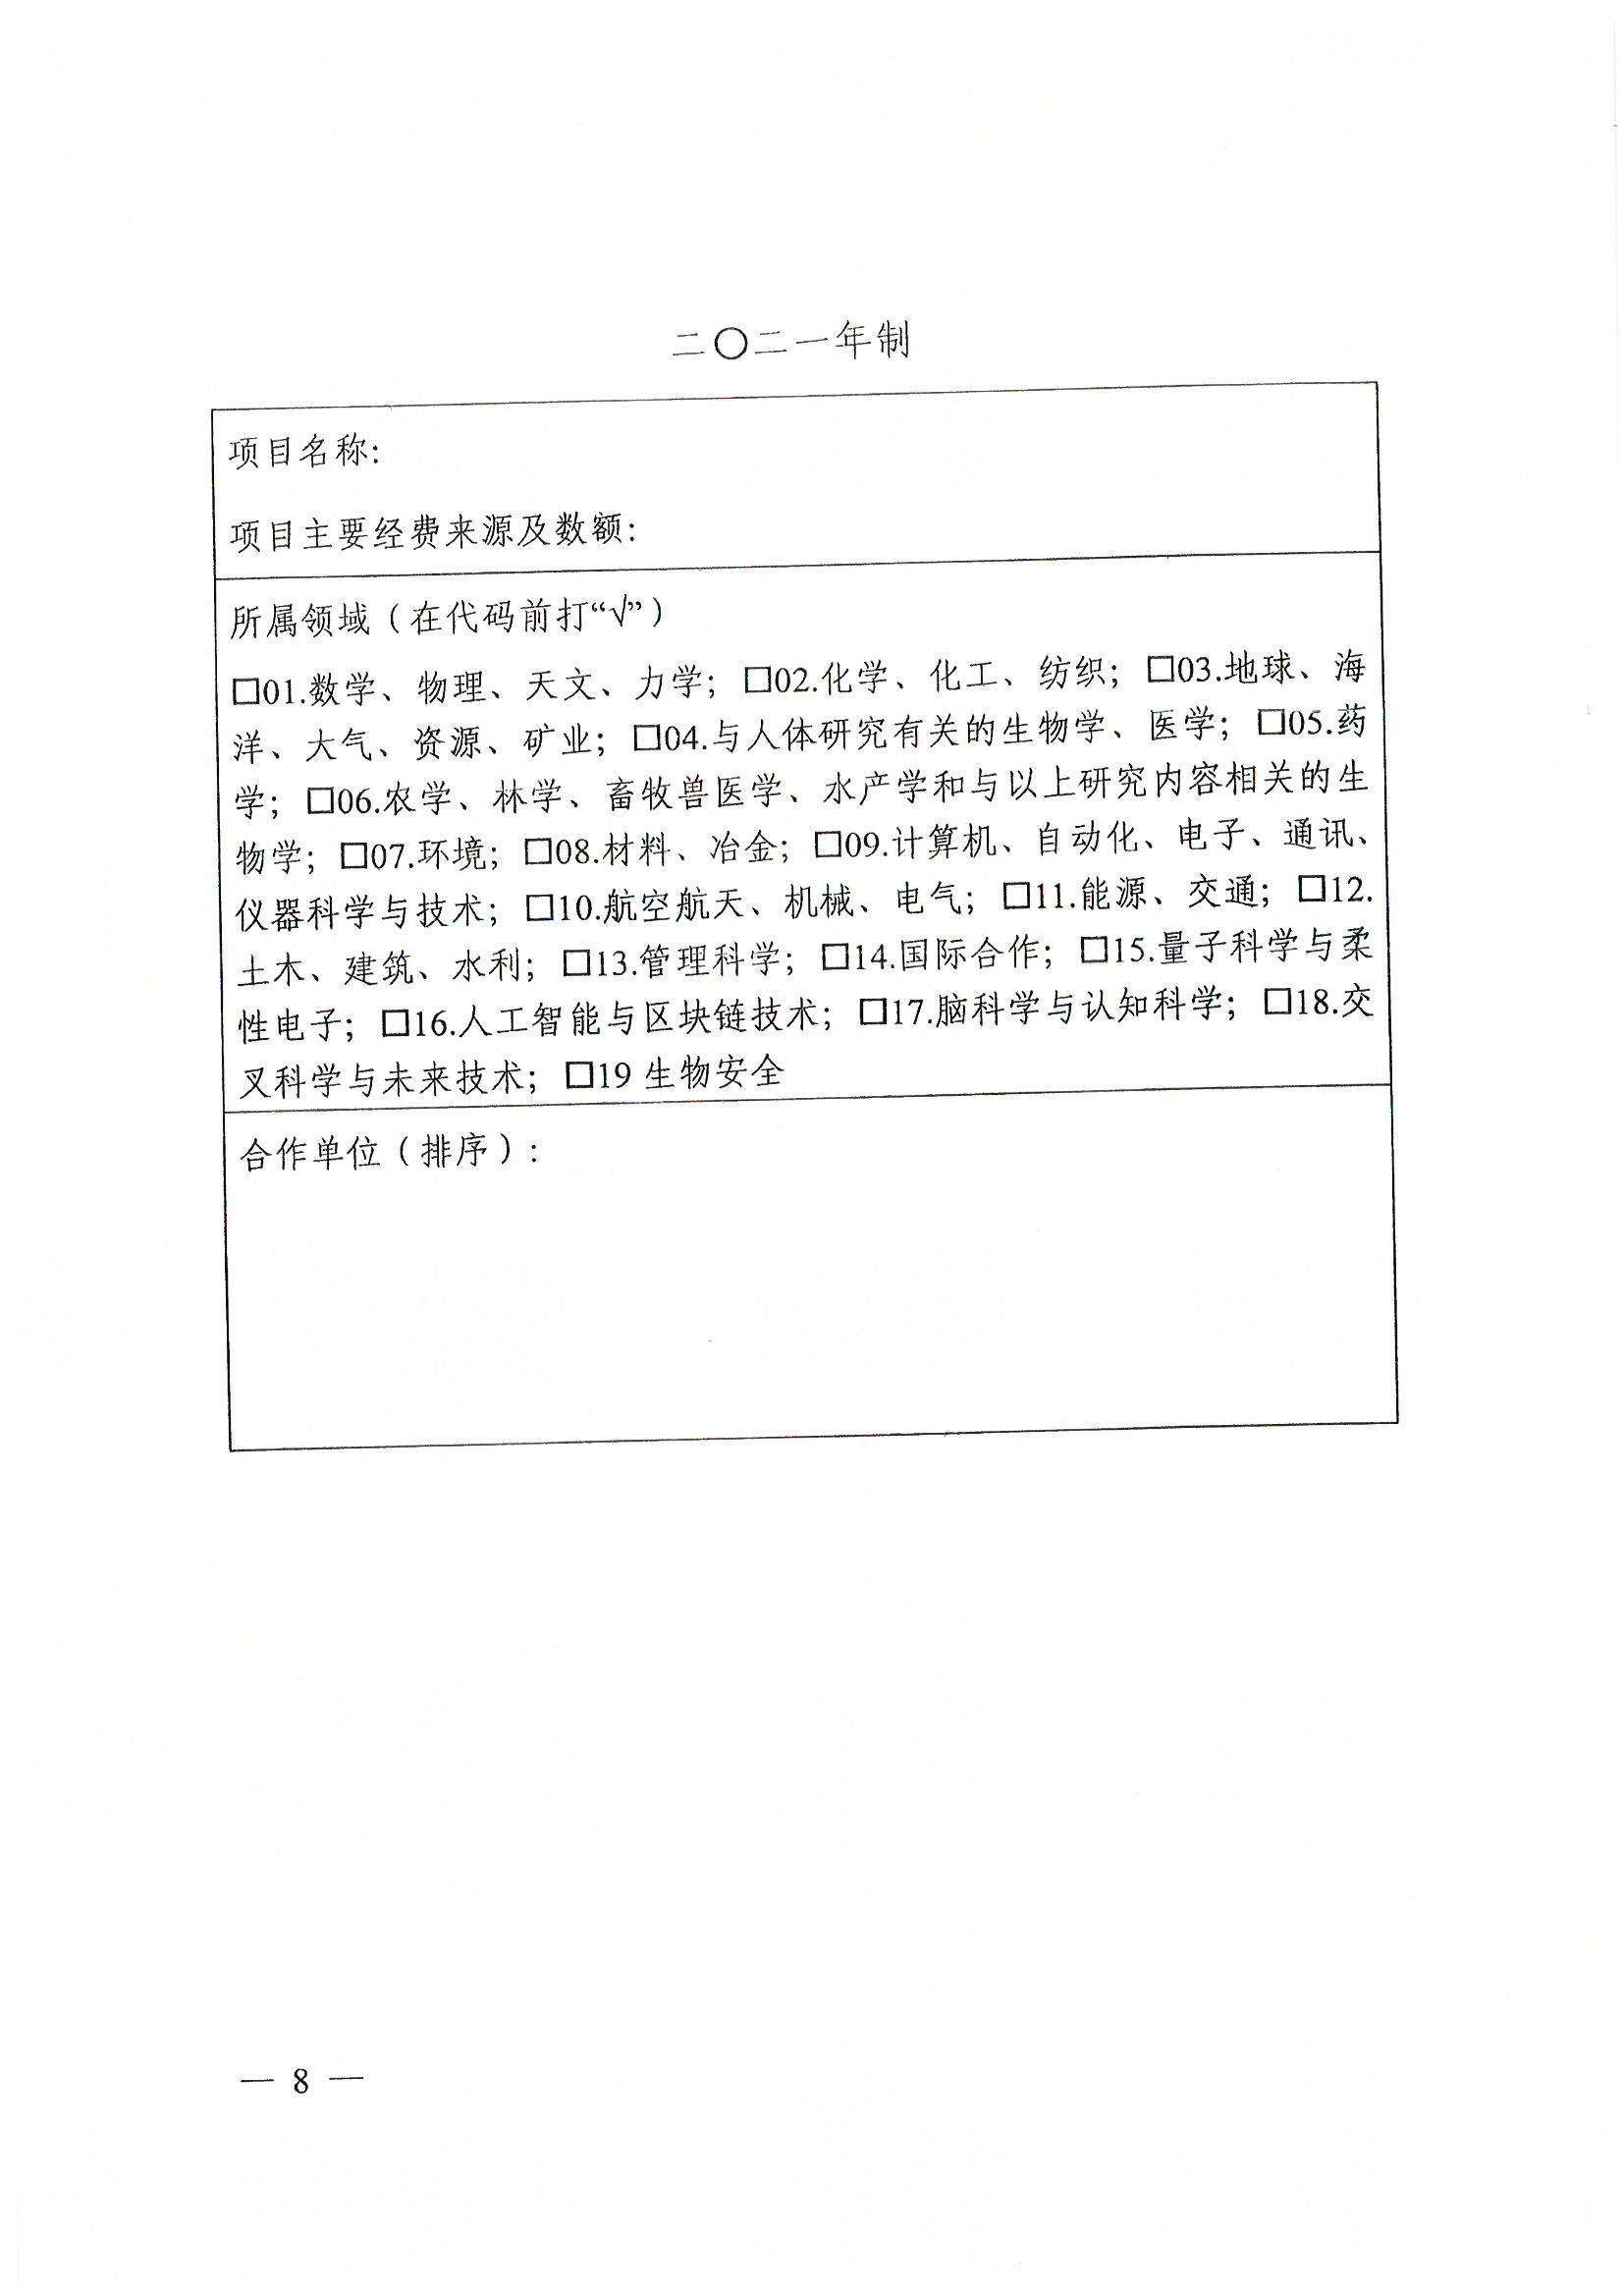 二〇二一年制
项目名称:
项目主要经费来源及数额:
所属领域（在代码前打“√”）
□01.数学、物理、天文、力学；□02.化学、化工、纺织；□03.地球、海
洋、大气、资源、矿业；□04.与人体研究有关的生物学、医学；□05.药
学；□06.农学、林学、畜牧兽医学、水产学和与以上研究内容相关的生
物学；□07.环境；□08.材料、冶金；□09.计算机、自动化、电子、通讯、
仪器科学与技术；□10.航空航天、机械、电气；□11.能源、交通；□12.
土木、建筑、水利；□13.管理科学；□14.国际合作；□15.量子科学与柔
性电子；□16.人工智能与区块链技术；□17.脑科学与认知科学；□18.交
叉科学与未来技术；□19 生物安全
合作单位（排序）:
— 8 —